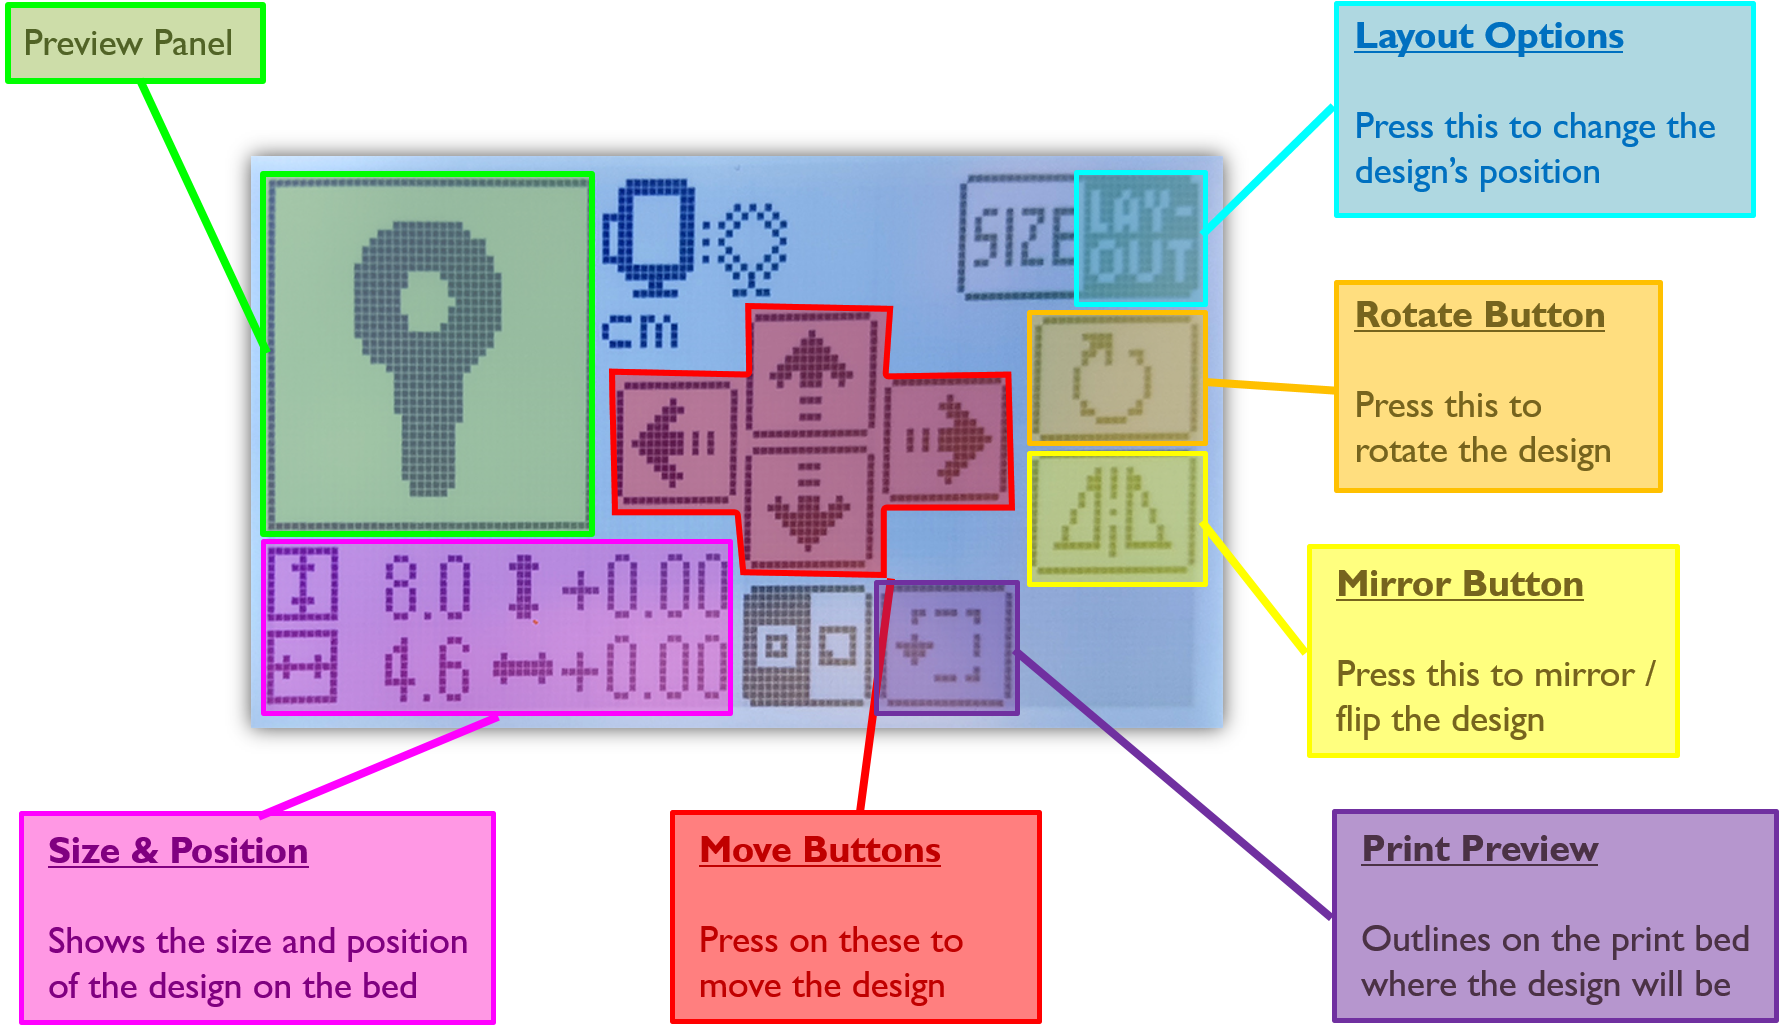 Preview Panel
Layout Options
Press this to change the
design’s position
SIZE
LAY-
OUT
cm
Rotate Button
Press this to
rotate the design
Mirror Button
Press this to mirror /
flip the design
8.0 +0.00
4.6 +0.00
Size & Position
Shows the size and position
of the design on the bed
Move Buttons
Press on these to
move the design
Print Preview
Outlines on the print bed
where the design will be